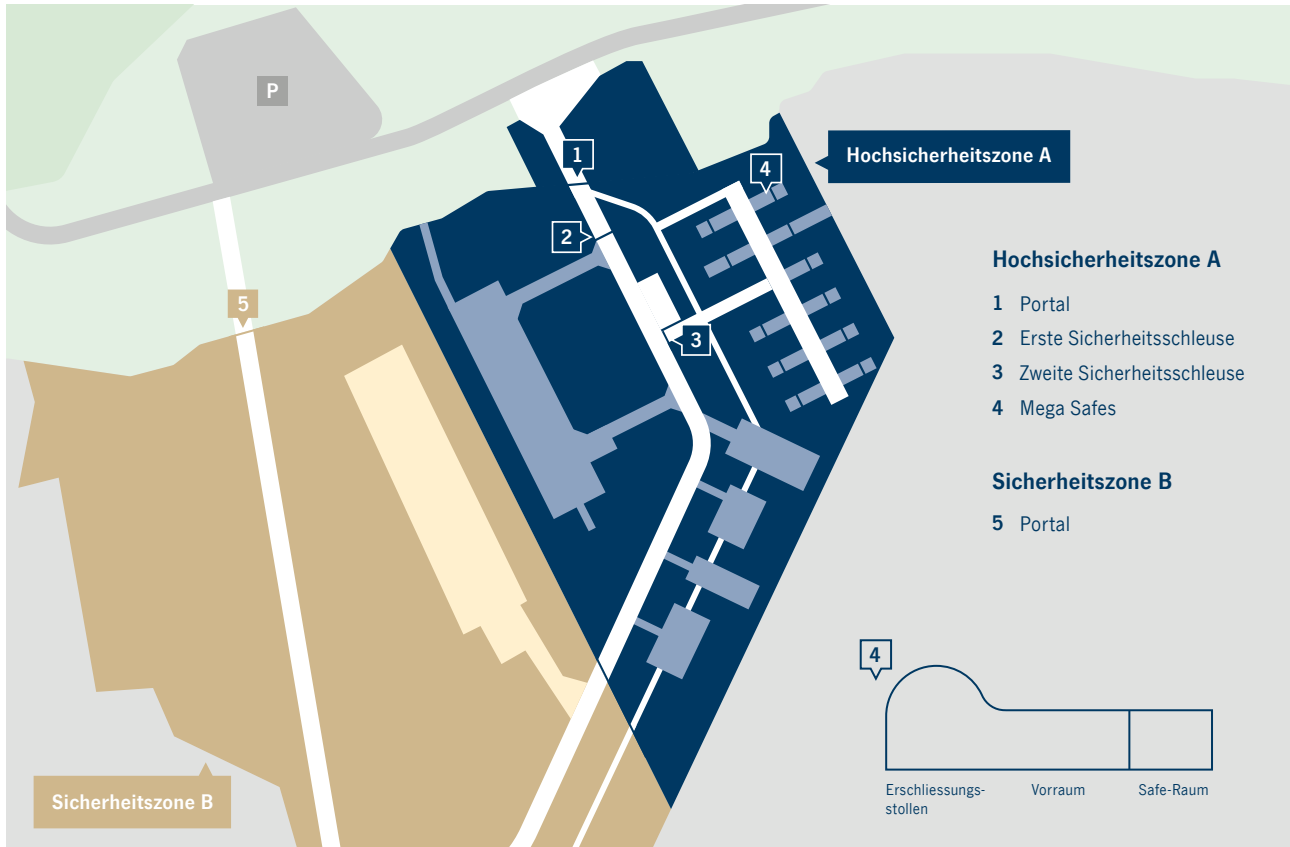 P
1
Hochsicherheitszone A
4
2
Hochsicherheitszone A
1 Portal
5
2 Erste Sicherheitsschleuse
3
3 Zweite Sicherheitsschleuse
4 Mega Safes
Sicherheitszone B
5 Portal
4
Sicherheitszone B
Erschliessungs-
stollen
Vorraum
Safe-Raum